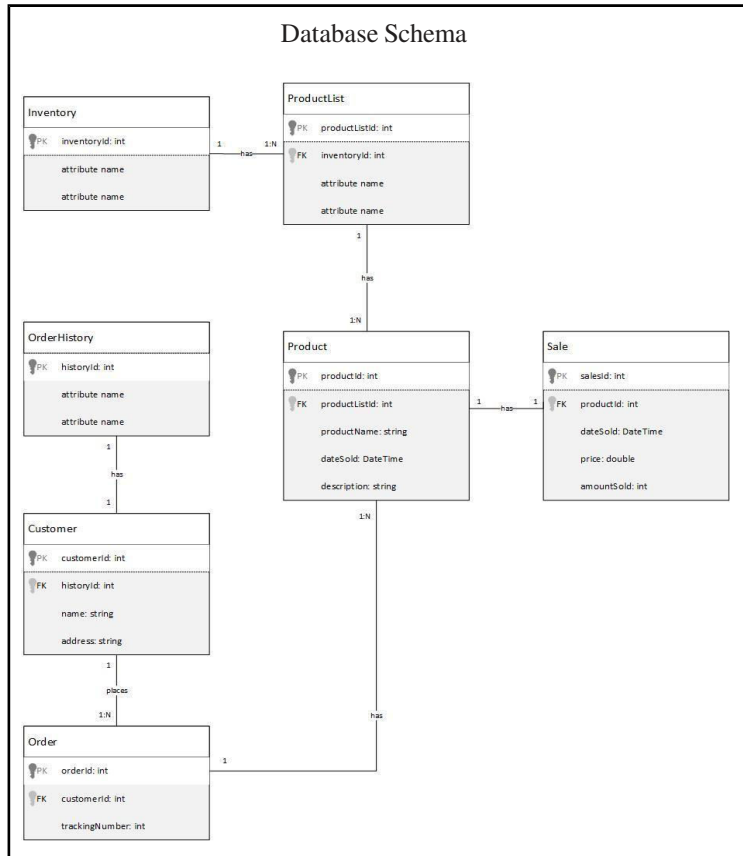 Database Schema
Inventory
PK inventoryId: int
attribute name
attribute name
1 has 1:N
ProductList
PK productListId: int
FK inventoryId: int
attribute name
attribute name
1
has
1:N
OrderHistory
PK historyId: int
attribute name
attribute name
1
has
1
Product
PK productId: int
FK productListId: int
productName: string
dateSold: DateTime
description: string
1 has 1
Sale
PK salesId: int
FK productId: int
dateSold: DateTime
price: double
amountSold: int
Customer
PK customerId: int
FK historyId: int
name: string
address: string
1
places
1:N
Order
PK orderId: int
FK customerId: int
trackingNumber: int
1
has
1:N